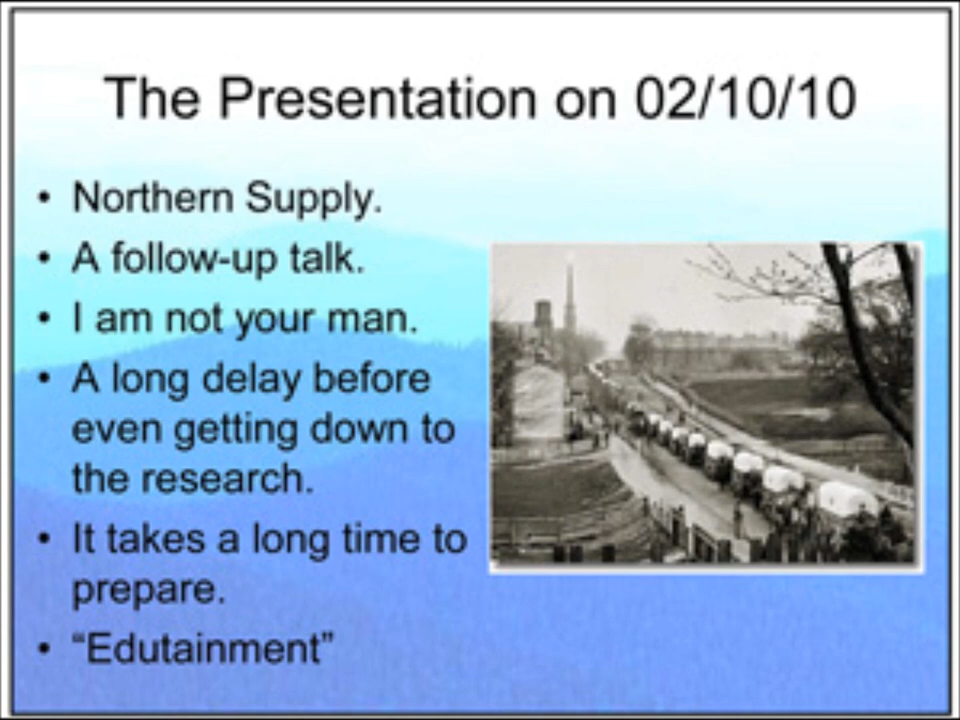 The Presentation on 02/10/10
• Northern Supply.
• A follow-up talk.
• I am not your man.
• A long delay before
even getting down to
the research.
• It takes a long time to
prepare.
• “Edutainment”